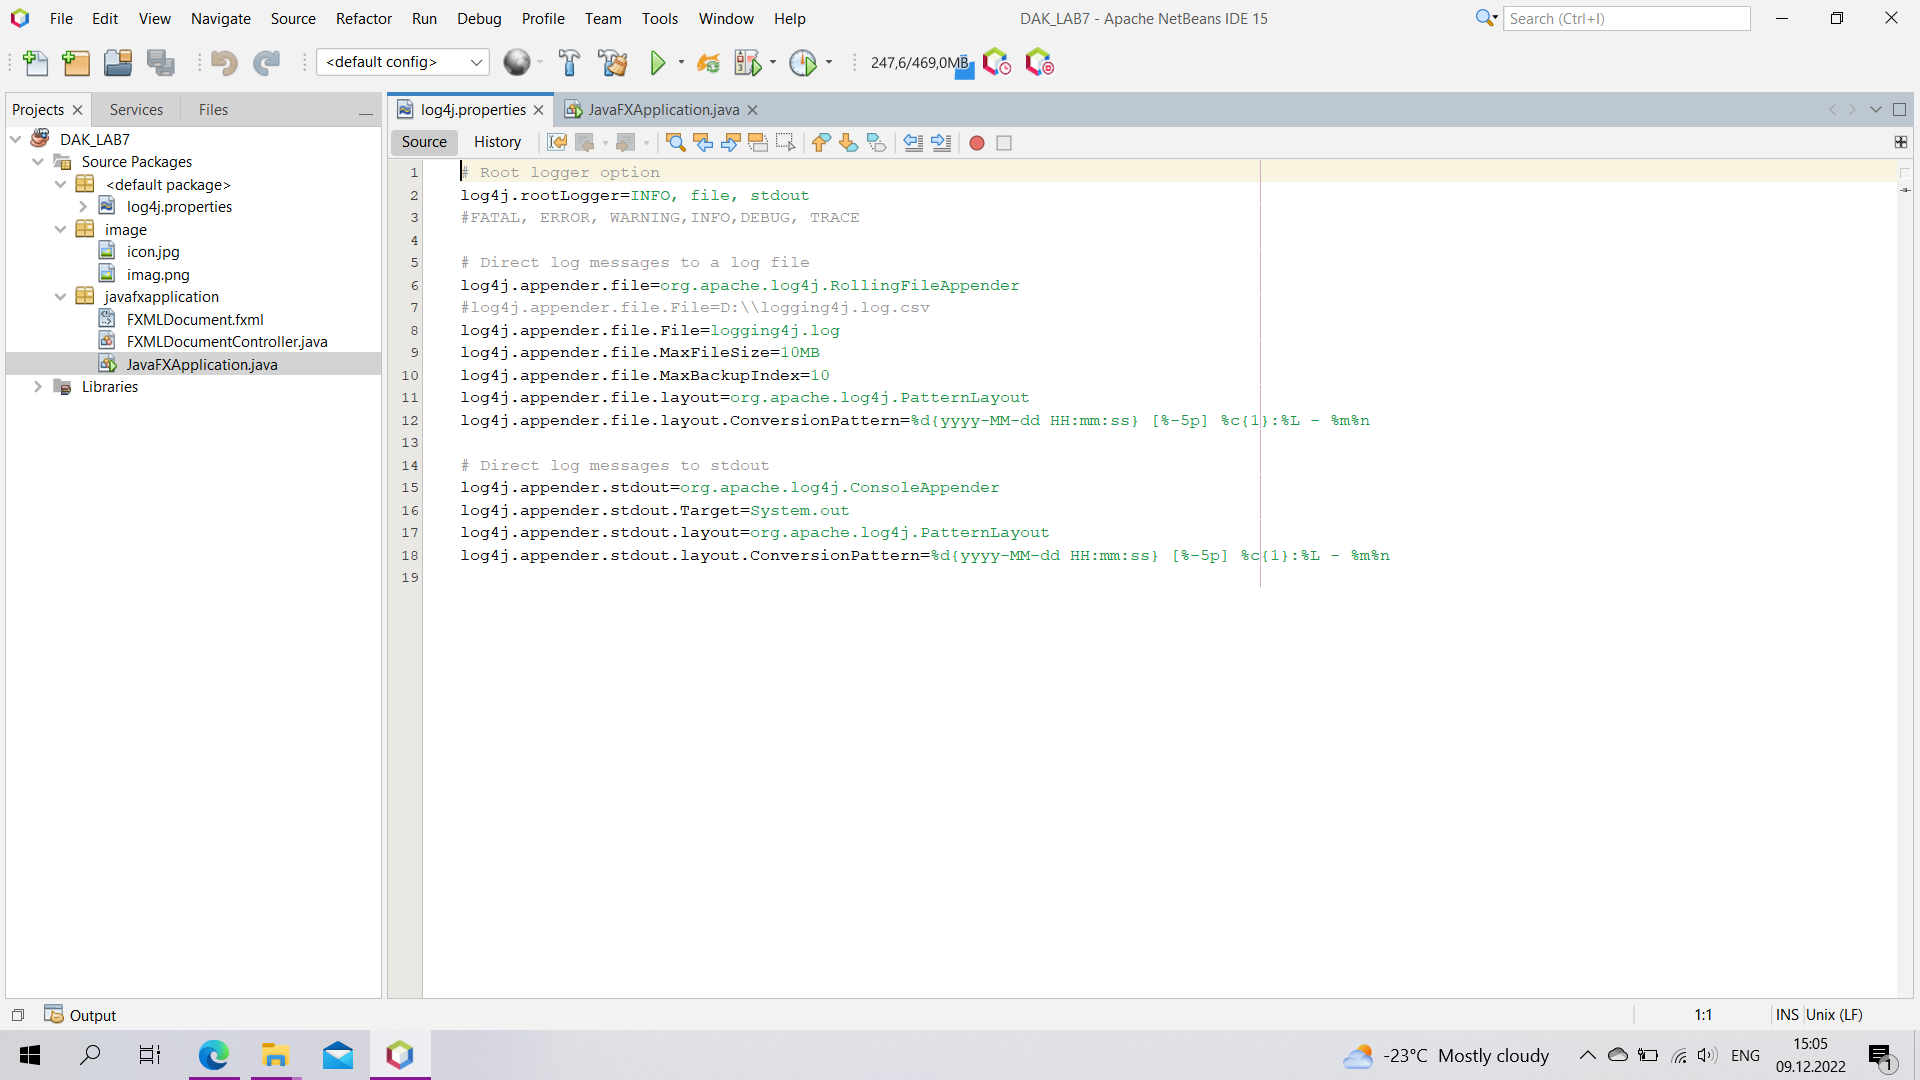 File Edit View Navigate Source Refactor Run Debug Profile Team Tools Window Help
DAK_LAB7 - Apache NetBeans IDE 15
Search (Ctrl+I)
<default config>
247,6/469,0MB
Projects Services Files
log4j.properties JavaFXApplication.java
Source History
DAK_LAB7
Source Packages
<default package>
log4j.properties
image
icon.jpg
imag.png
javafxapplication
FXMLDocument.fxml
FXMLDocumentController.java
JavaFXApplication.java
Libraries
1 # Root logger option
2 log4j.rootLogger=INFO, file, stdout
3 #FATAL, ERROR, WARNING,INFO,DEBUG, TRACE
4
5 # Direct log messages to a log file
6 log4j.appender.file=org.apache.log4j.RollingFileAppender
7 #log4j.appender.file.File=D:\\logging4j.log.csv
8 log4j.appender.file.File=logging4j.log
9 log4j.appender.file.MaxFileSize=10MB
10 log4j.appender.file.MaxBackupIndex=10
11 log4j.appender.file.layout=org.apache.log4j.PatternLayout
12 log4j.appender.file.layout.ConversionPattern=%d{yyyy-MM-dd HH:mm:ss} [%-5p] %c{1}:%L - %m%n
13
14 # Direct log messages to stdout
15 log4j.appender.stdout=org.apache.log4j.ConsoleAppender
16 log4j.appender.stdout.Target=System.out
17 log4j.appender.stdout.layout=org.apache.log4j.PatternLayout
18 log4j.appender.stdout.layout.ConversionPattern=%d{yyyy-MM-dd HH:mm:ss} [%-5p] %c{1}:%L - %m%n
19
Output
1:1 INS Unix (LF)
-23°C Mostly cloudy
ENG
15:05
09.12.2022
1